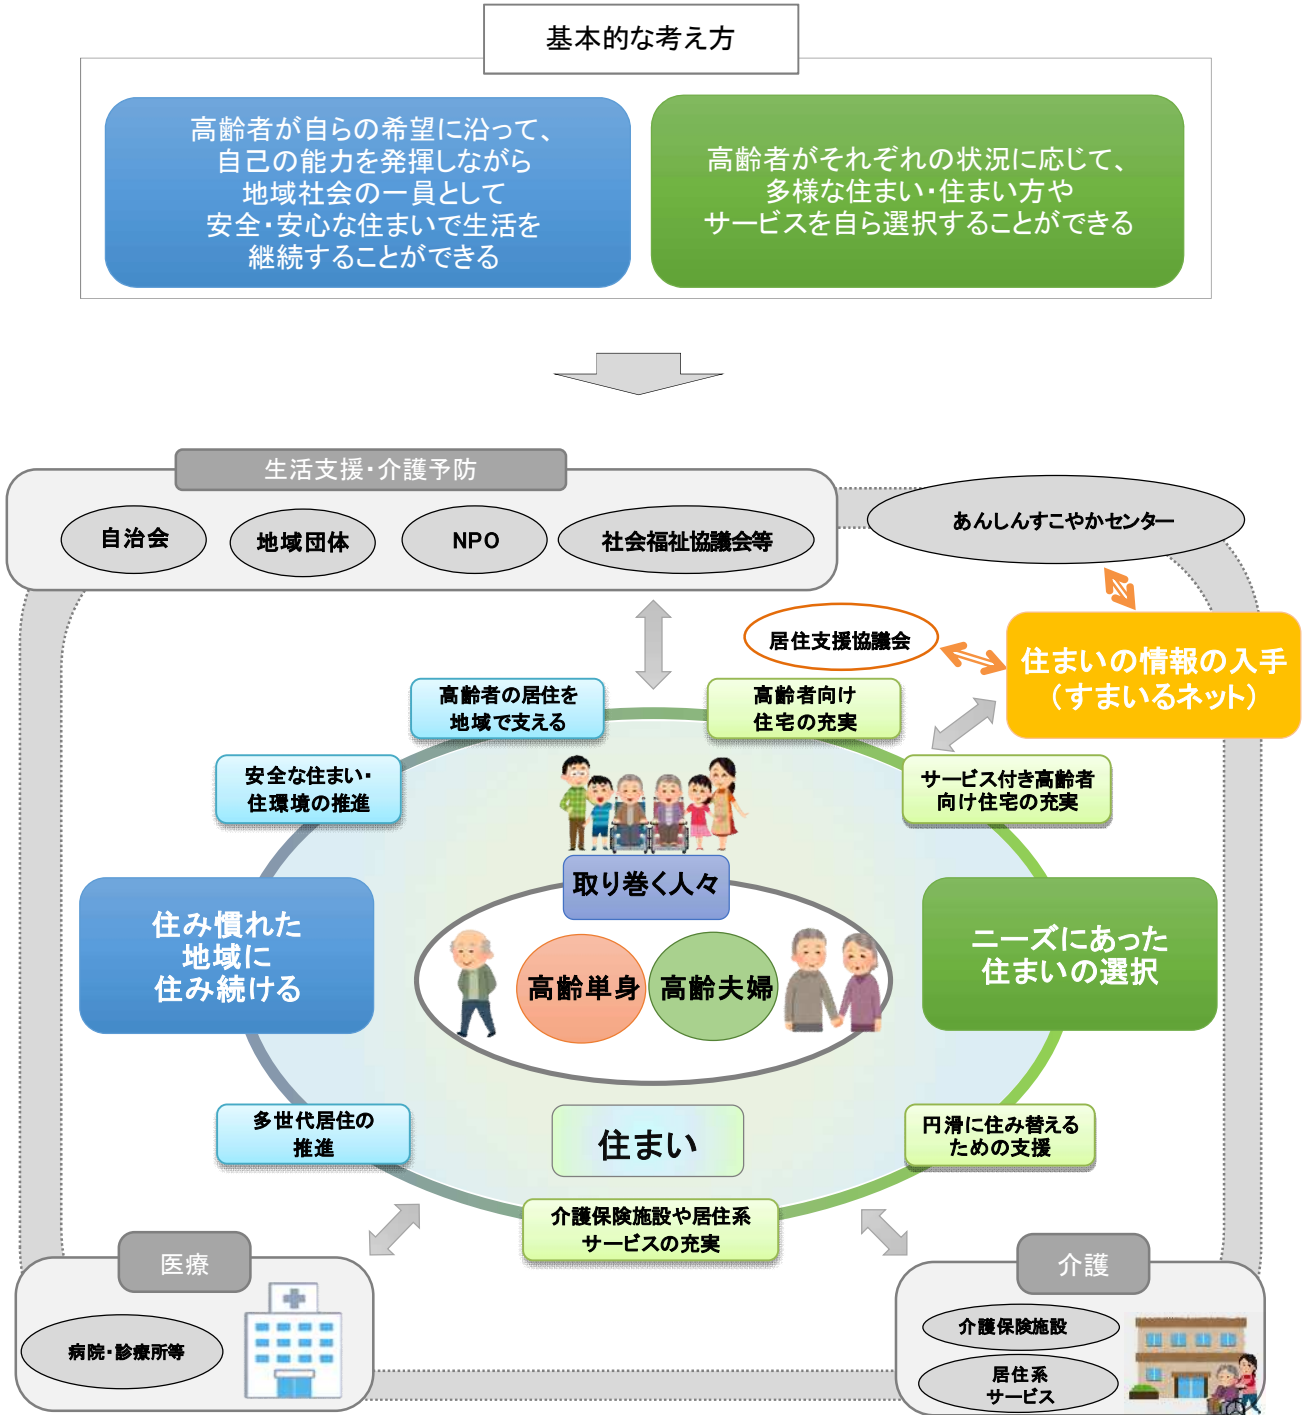 基本的な考え方
高齢者が自らの希望に沿って、
自己の能力を発揮しながら
地域社会の一員として
安全・安心な住まいで生活を
継続することができる
高齢者がそれぞれの状況に応じて、
多様な住まい・住まい方や
サービスを自ら選択することができる
生活支援・介護予防
自治会
地域団体
NPO
社会福祉協議会等
あんしんすこやかセンター
居住支援協議会
住まいの情報の入手
（すまいるネット）
高齢者の居住を
地域で支える
高齢者向け
住宅の充実
安全な住まい・
住環境の推進
サービス付き高齢者
向け住宅の充実
取り巻く人々
住み慣れた
地域に
住み続ける
高齢単身
高齢夫婦
ニーズにあった
住まいの選択
多世代居住の
推進
住まい
円滑に住み替える
ための支援
介護保険施設や居住系
サービスの充実
医療
病院・診療所等
介護
介護保険施設
居住系
サービス